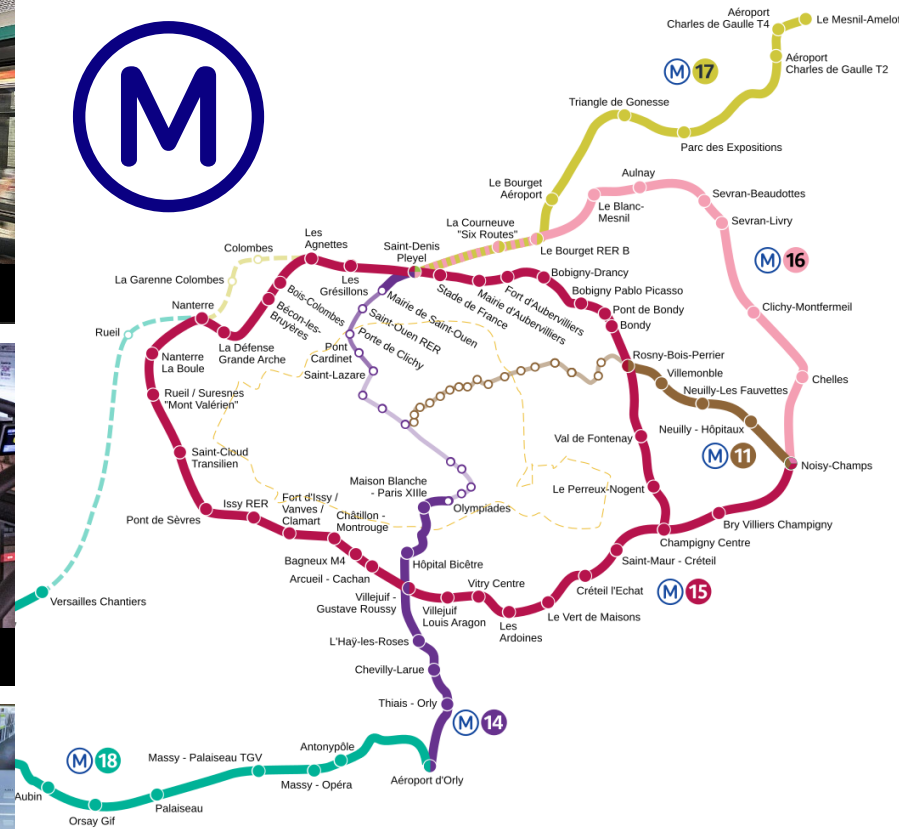 M
Aéroport
Charles de Gaulle T4
Le Mesnil-Amelot
Aéroport
Charles de Gaulle T2
M 17
Triangle de Gonesse
Parc des Expositions
Le Bourget
Aéroport
Aulnay
Le Blanc-
Mesnil
Sevran-Beaudottes
Sevran-Livry
La Courneuve
"Six Routes"
Le Bourget RER B
M 16
Les
Agnettes
Colombes
Saint-Denis
Pleyel
La Garenne Colombes
Les
Grésillons
Bois-Colombes
Bécon-les-
Bruyères
Mairie de Saint-Ouen
Saint-Ouen RER
Porte de Clichy
Stade de France
Mairie d'Aubervilliers
Fort d'Aubervilliers
Bobigny-Drancy
Bobigny Pablo Picasso
Pont de Bondy
Bondy
Clichy-Montfermeil
Nanterre
Rueil
La Défense
Grande Arche
Pont
Cardinet
Saint-Lazare
Nanterre
La Boule
Rosny-Bois-Perrier
Villemonble
Neuilly-Les Fauvettes
Chelles
Rueil / Suresnes
"Mont Valérien"
Neuilly - Hôpitaux
Val de Fontenay
M 11
Saint-Cloud
Transilien
Noisy-Champs
Maison Blanche
- Paris XIIIe
Le Perreux-Nogent
Olympiades
Pont de Sèvres
Issy RER
Fort d'Issy /
Vanves /
Clamart
Châtillon -
Montrouge
Bry Villiers Champigny
Champigny Centre
Bagneux M4
Arcueil - Cachan
Hôpital Bicêtre
Saint-Maur - Créteil
Villejuif -
Gustave Roussy
Vitry Centre
Créteil l'Echat
M 15
Villejuif
Louis Aragon
Les
Ardoines
Le Vert de Maisons
Versailles Chantiers
L'Haÿ-les-Roses
Chevilly-Larue
Thiais - Orly
M 14
M 18
Massy - Palaiseau TGV
Antonypôle
Massy - Opéra
Aéroport d'Orly
Aubin
Orsay Gif
Palaiseau